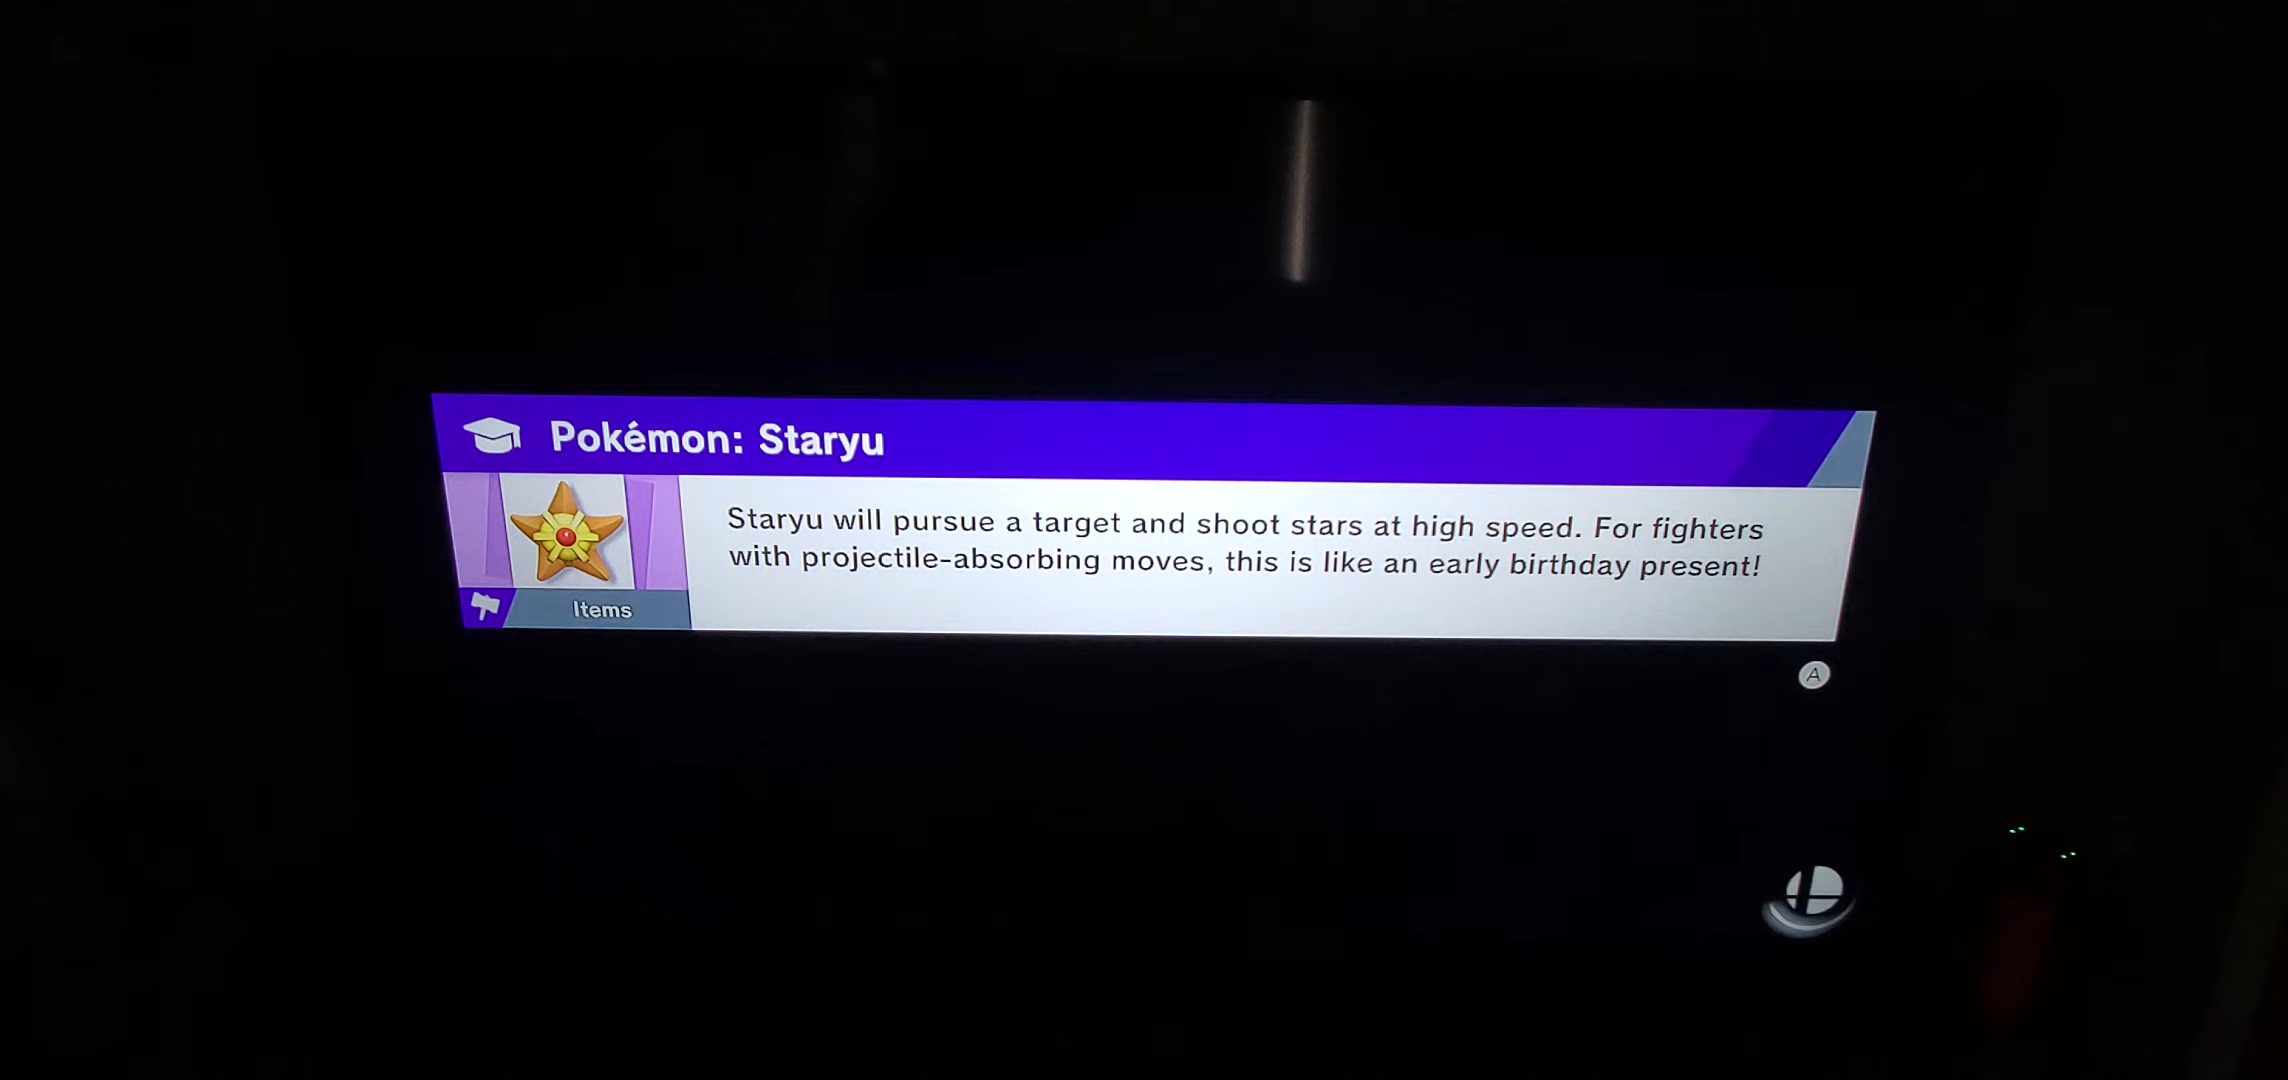 Pokémon: Staryu
Staryu will pursue a target and shoot stars at high speed. For fighters
with projectile-absorbing moves, this is like an early birthday present!
Items
A